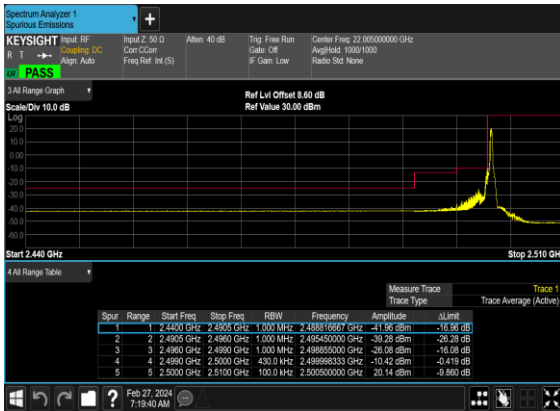 Spectrum Analyzer 1
Spurious Emissions
+
KEYSIGHT
R T
LM PASS
Input: RF
Coupling: DC
Align: Auto
Input Z: 50 Ω
Corr CCorr
Freq Ref: Int (S)
Atten: 40 dB
Trig: Free Run
Gate: Off
IF Gain: Low
Center Freq: 22.005000000 GHz
Avg|Hold: 1000/1000
Radio Std: None
3 All Range Graph
Scale/Div 10.0 dB
Ref Lvl Offset 8.60 dB
Ref Value 30.00 dBm
Log
20.0
10.0
0.00
-10.0
-20.0
-30.0
-40.0
-50.0
-60.0
Start 2.440 GHz
Stop 2.510 GH
4 All Range Table
Measure Trace Trace 1
Trace Type Trace Average (Active)
Spur Range Start Freq Stop Freq RBW Frequency Amplitude ΔLimit
1 1 2.4400 GHz 2.4905 GHz 1.000 MHz 2.488816667 GHz -41.96 dBm -16.96 dB
2 2 2.4905 GHz 2.4960 GHz 1.000 MHz 2.495450000 GHz -39.28 dBm -26.28 dB
3 3 2.4960 GHz 2.4990 GHz 1.000 MHz 2.498855000 GHz -26.08 dBm -16.08 dB
4 4 2.4990 GHz 2.5000 GHz 430.0 kHz 2.499998333 GHz -10.42 dBm -0.419 dB
5 5 2.5000 GHz 2.5100 GHz 100.0 kHz 2.500550000 GHz 20.14 dBm -9.860 dB
?
Feb 27, 2024
7:19:40 AM